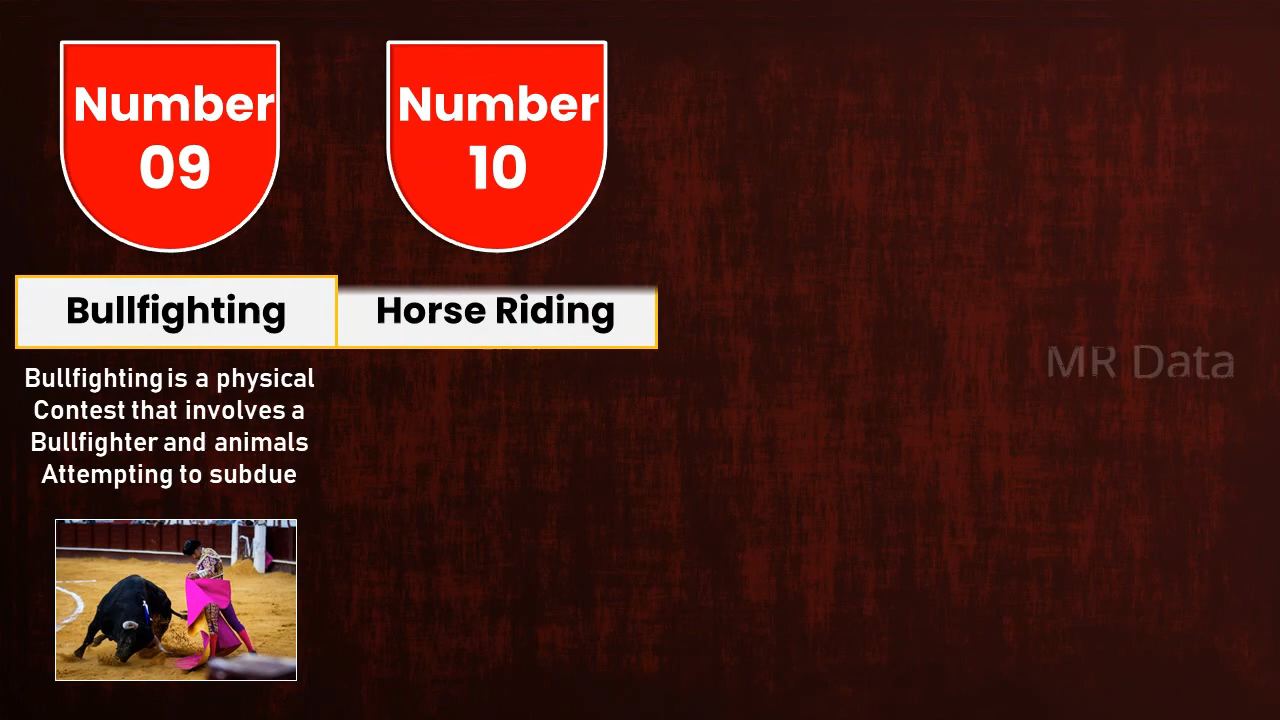 Number
09
Number
10
Bullfighting
Horse Riding
Bullfighting is a physical
Contest that involves a
Bullfighter and animals
Attempting to subdue
MR Data